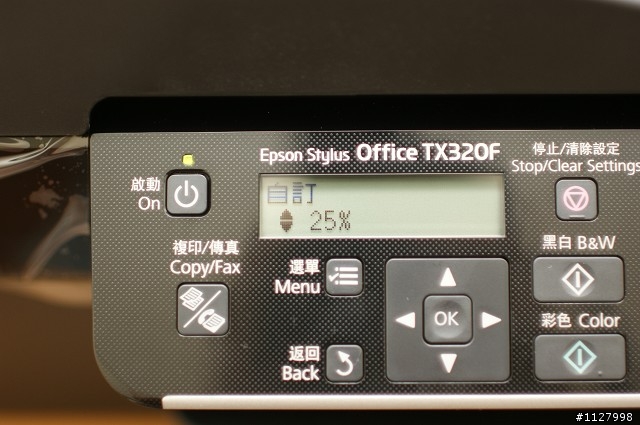 Epson Stylus Office TX320F
啟動
On
自訂
25%
停止/清除設定
Stop/Clear Settings
複印/傳真
Copy/Fax
選單
Menu
OK
返回
Back
黑白 B&W
彩色 Color
#1127998